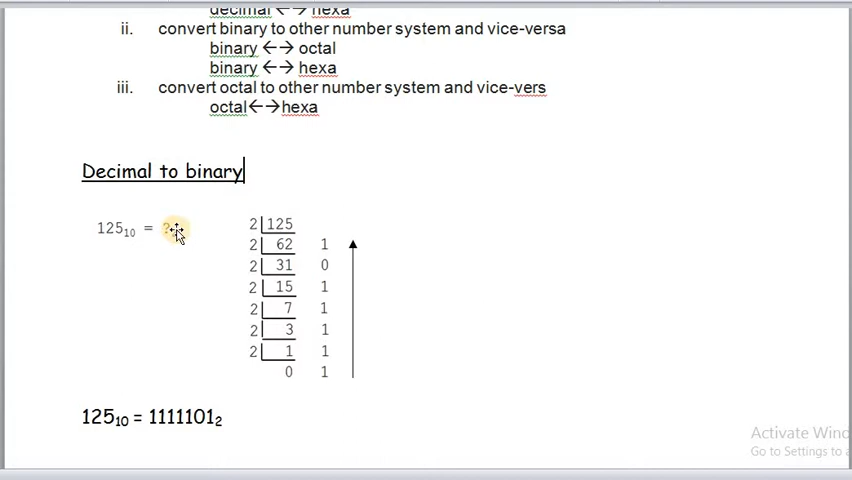 decimal ←→ hexa
ii. convert binary to other number system and vice-versa
binary ←→ octal
binary ←→ hexa
iii. convert octal to other number system and vice-vers
octal←→hexa
Decimal to binary
125₁₀ = ?
2 125
2 62 1
2 31 0
2 15 1
2 7 1
2 3 1
2 1 1
0 1
125₁₀ = 1111101₂
Activate Wind
Go to Settings to a